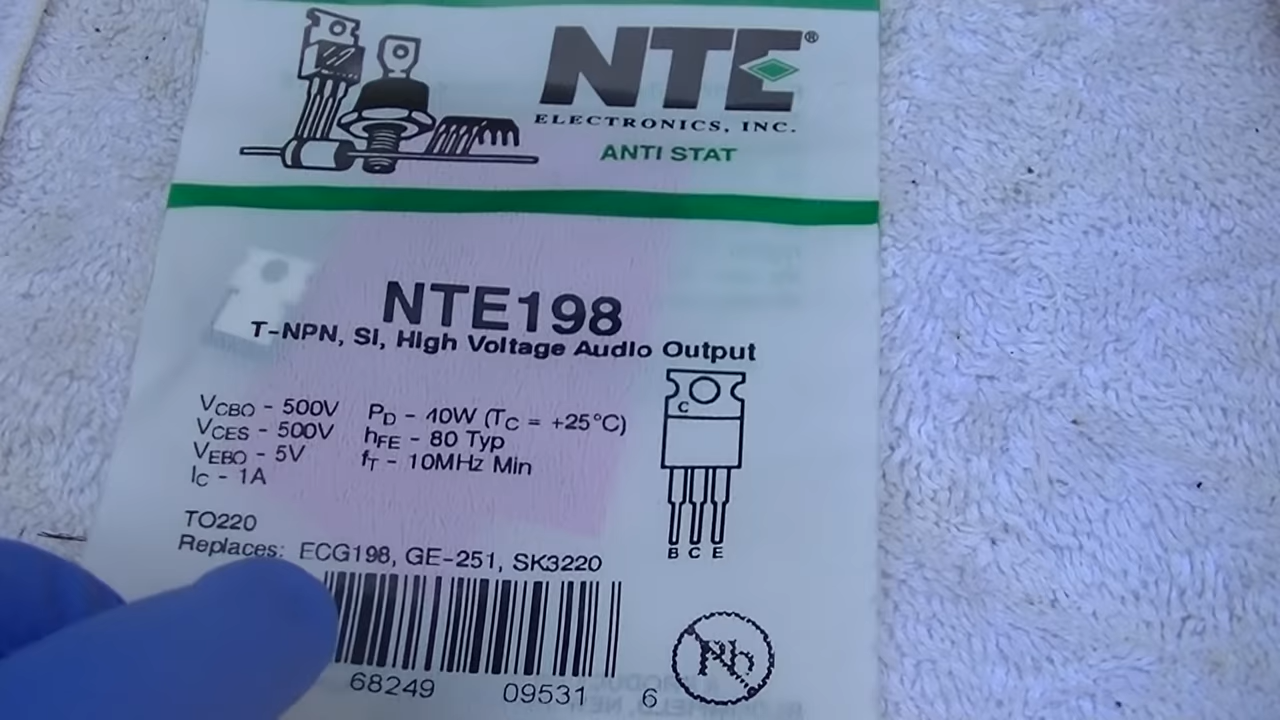 NTE®
ELECTRONICS, INC.
ANTI STAT
NTE198
T-NPN, SI, High Voltage Audio Output
VCBO - 500V
VCES - 500V
VEBO - 5V
IC - 1A
PD - 40W (TC = +25°C)
hFE - 80 Typ
fT - 10MHz Min
C
B C E
TO220
Replaces: ECG198, GE-251, SK3220
68249 09531 6
Pb